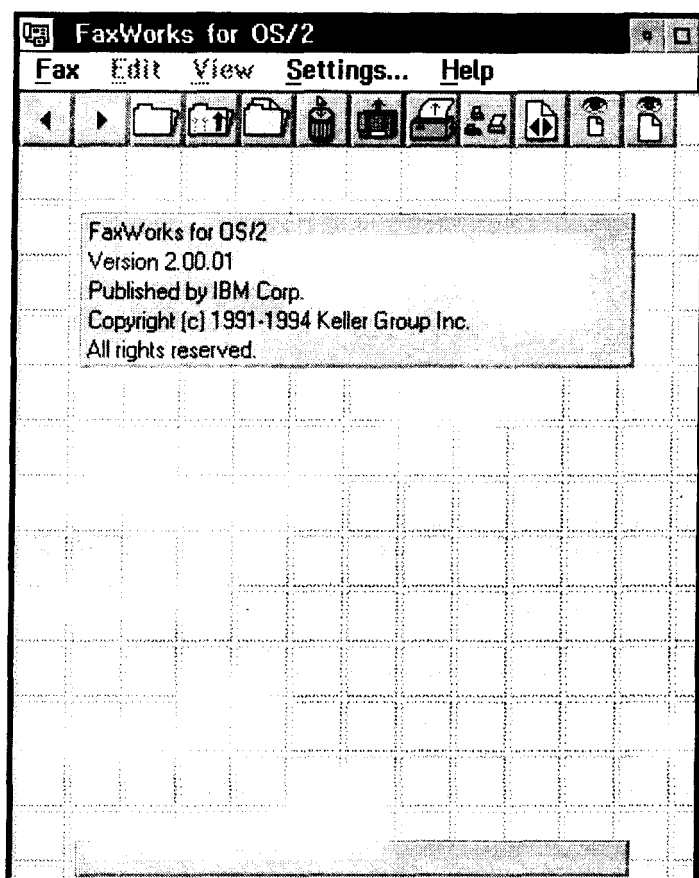 FaxWorks for OS/2
Fax Edit View Settings... Help
FaxWorks for OS/2
Version 2.00.01
Published by IBM Corp.
Copyright (c) 1991-1994 Keller Group Inc.
All rights reserved.